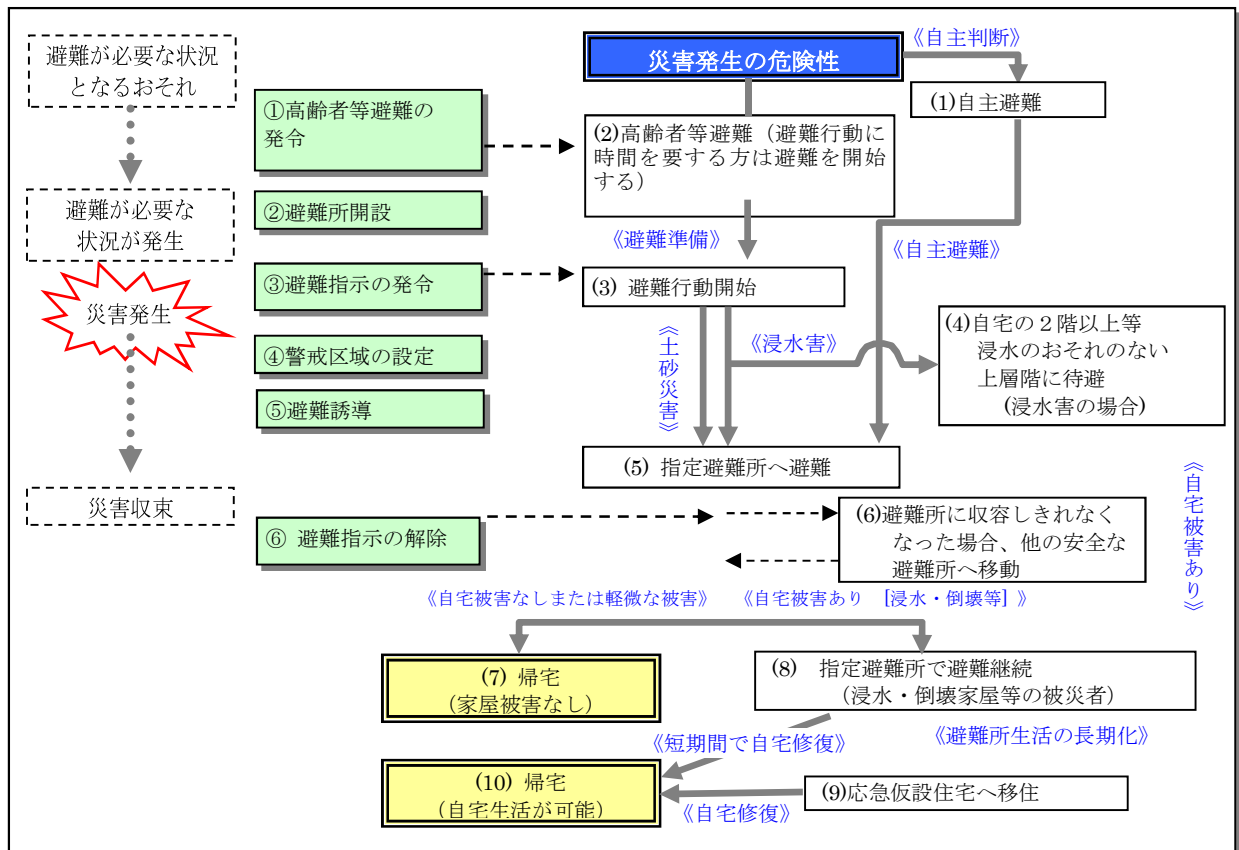 避難が必要な状況
となるおそれ
災害発生の危険性
《自主判断》
(1)自主避難
①高齢者等避難の
発令
(2)高齢者等避難（避難行動に
時間を要する方は避難を開始
する）
避難が必要な
状況が発生
②避難所開設
《避難準備》
《自主避難》
③避難指示の発令
(3) 避難行動開始
災害発生
《土砂災害》
《浸水害》
(4)自宅の２階以上等
浸水のおそれのない
上層階に待避
(浸水害の場合)
④警戒区域の設定
⑤避難誘導
(5) 指定避難所へ避難
《自宅被害あり》
災害収束
⑥ 避難指示の解除
(6)避難所に収容しきれなく
なった場合、他の安全な
避難所へ移動
《自宅被害なしまたは軽微な被害》
《自宅被害あり [浸水・倒壊等] 》
(7) 帰宅
（家屋被害なし）
(8) 指定避難所で避難継続
（浸水・倒壊家屋等の被災者）
《短期間で自宅修復》
《避難所生活の長期化》
(10) 帰宅
（自宅生活が可能）
《自宅修復》
(9)応急仮設住宅へ移住